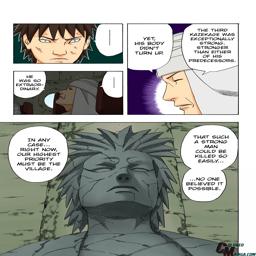 THE THIRD
KAZEKAGE WAS
EXCEPTIONALLY
STRONG.
STRONGER
THAN EITHER
OF HIS
PREDECESSORS.
YET,
HIS BODY
DIDN'T
TURN UP.
HE
WAS SO
EXTRAOR-
DINARY.
THAT SUCH
A STRONG
MAN
COULD BE
KILLED SO
EASILY...
...NO ONE
BELIEVED IT
POSSIBLE.
IN ANY
CASE...
RIGHT NOW,
OUR HIGHEST
PRIORITY
MUST BE THE
VILLAGE.